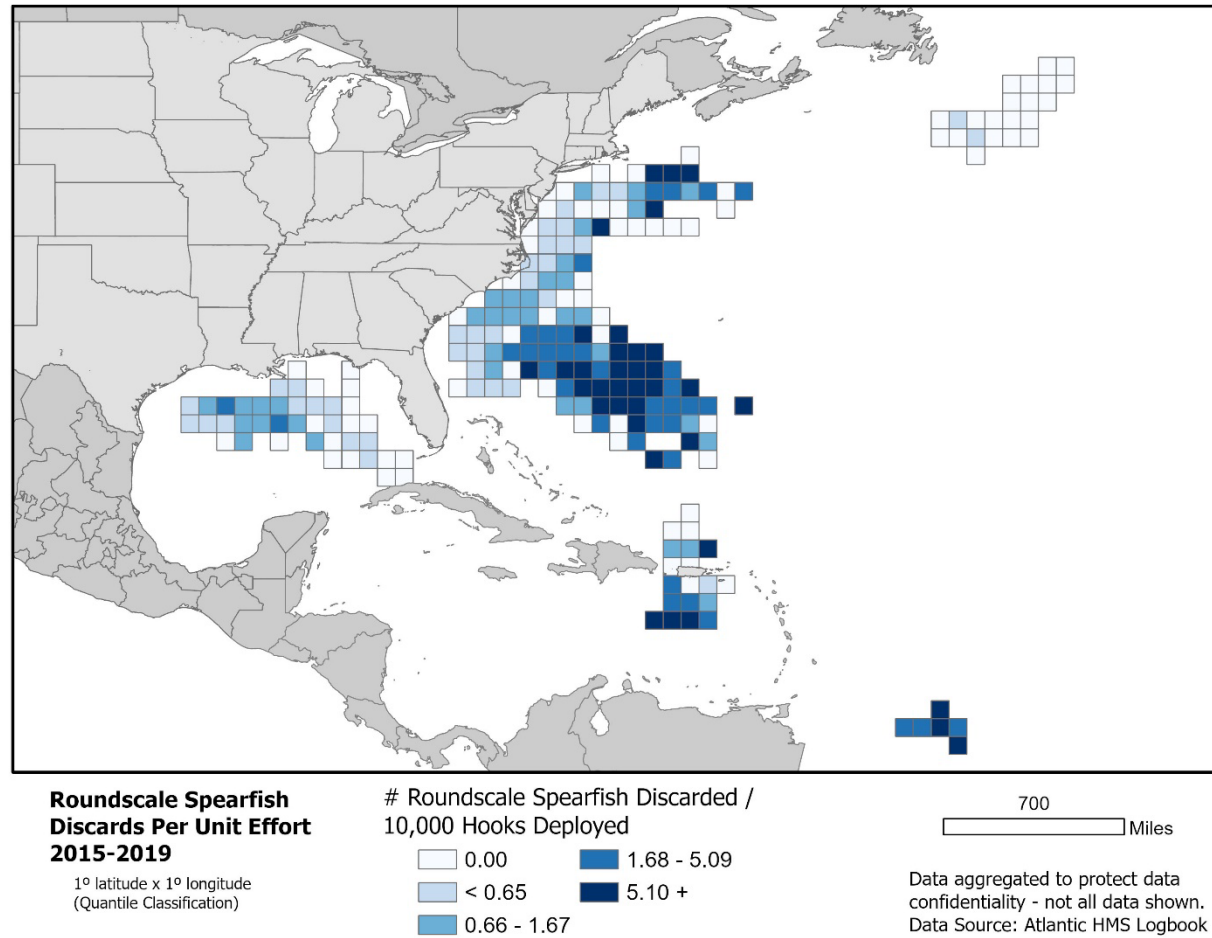 Roundscale Spearfish
Discards Per Unit Effort
2015-2019
1º latitude x 1º longitude
(Quantile Classification)
# Roundscale Spearfish Discarded /
10,000 Hooks Deployed
0.00
< 0.65
0.66 - 1.67
1.68 - 5.09
5.10 +
700
Miles
Data aggregated to protect data
confidentiality - not all data shown.
Data Source: Atlantic HMS Logbook